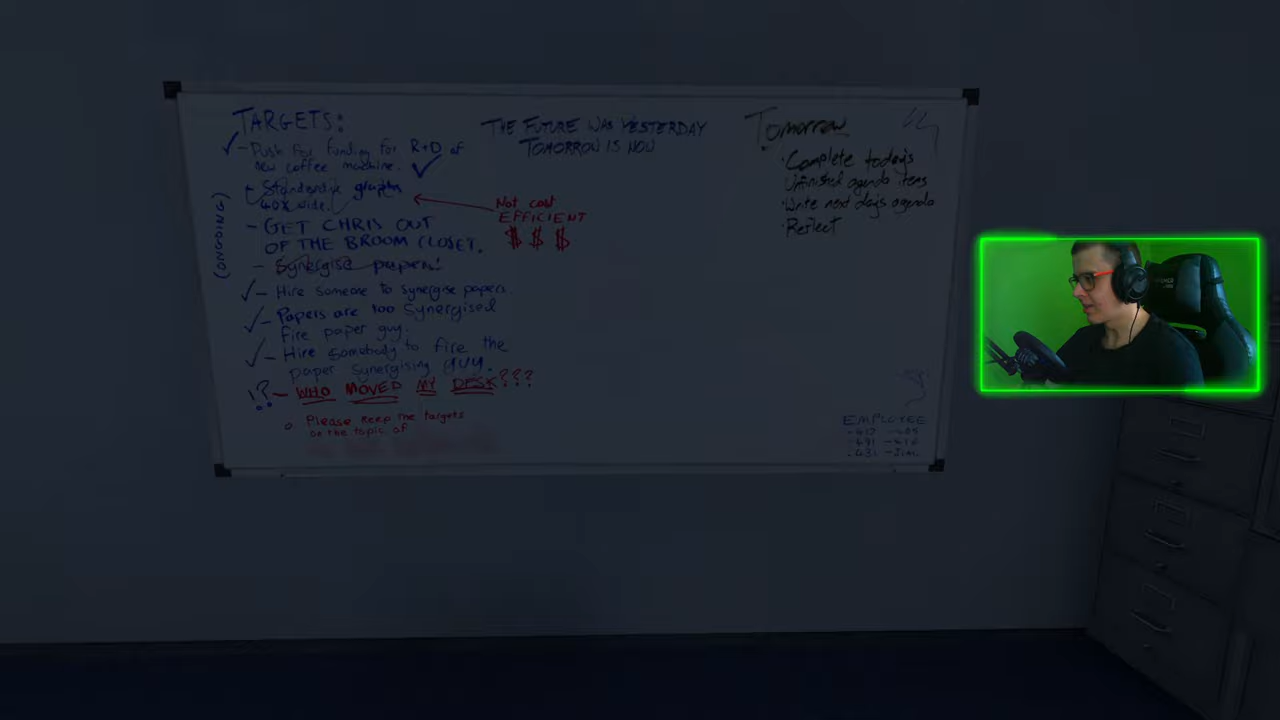 TARGETS:
- Push for funding for R+D of
new coffee machine.
- Standardise graphs
40% slide.
(ONGOING)
- GET CHRIS OUT
OF THE BROOM CLOSET.
- Synergise papers!
- Hire someone to synergise papers.
- Papers are too synergised
Fire paper guy.
- Hire somebody to fire the
paper synergising guy.
!? - WHO MOVED MY DESK???
Please keep the targets
on the topic of
Not cost
EFFICIENT
$ $ $
THE FUTURE WAS YESTERDAY
TOMORROW IS NOW
Tomorrow
· Complete today's
unfinished agenda items
· Write next day's agenda
· Reflect
EMPLOYEE